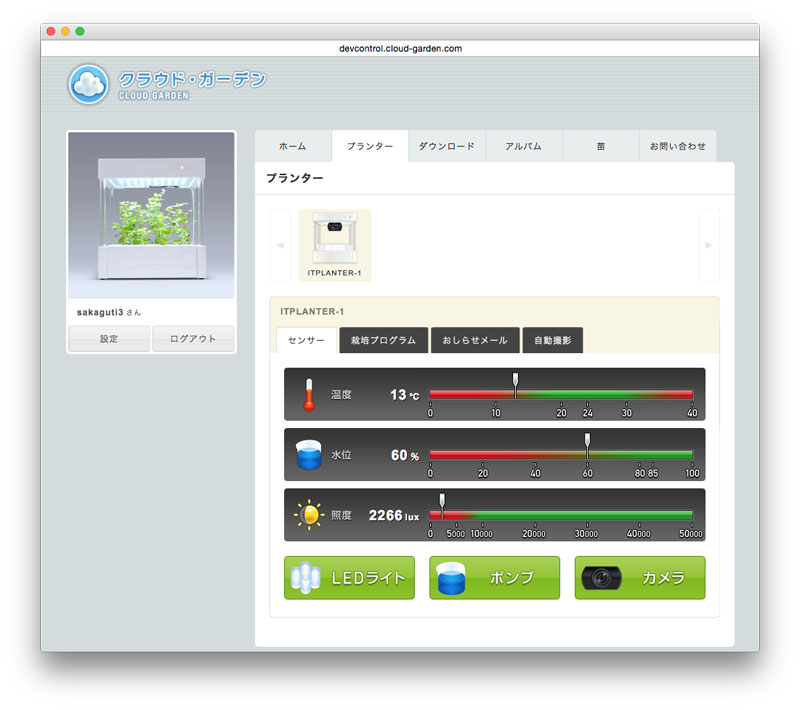 devcontrol.cloud-garden.com
クラウド・ガーデン
CLOUD GARDEN
ホーム プランター ダウンロード アルバム 苗 お問い合わせ
プランター
ITPLANTER-1
sakaguti3 さん
設定 ログアウト
ITPLANTER-1
センサー 栽培プログラム おしらせメール 自動撮影
温度 13 ℃
0 10 20 24 30 40
水位 60 %
0 20 40 60 80 85 100
照度 2266 lux
0 5000 10000 20000 30000 40000 50000
LEDライト ポンプ カメラ